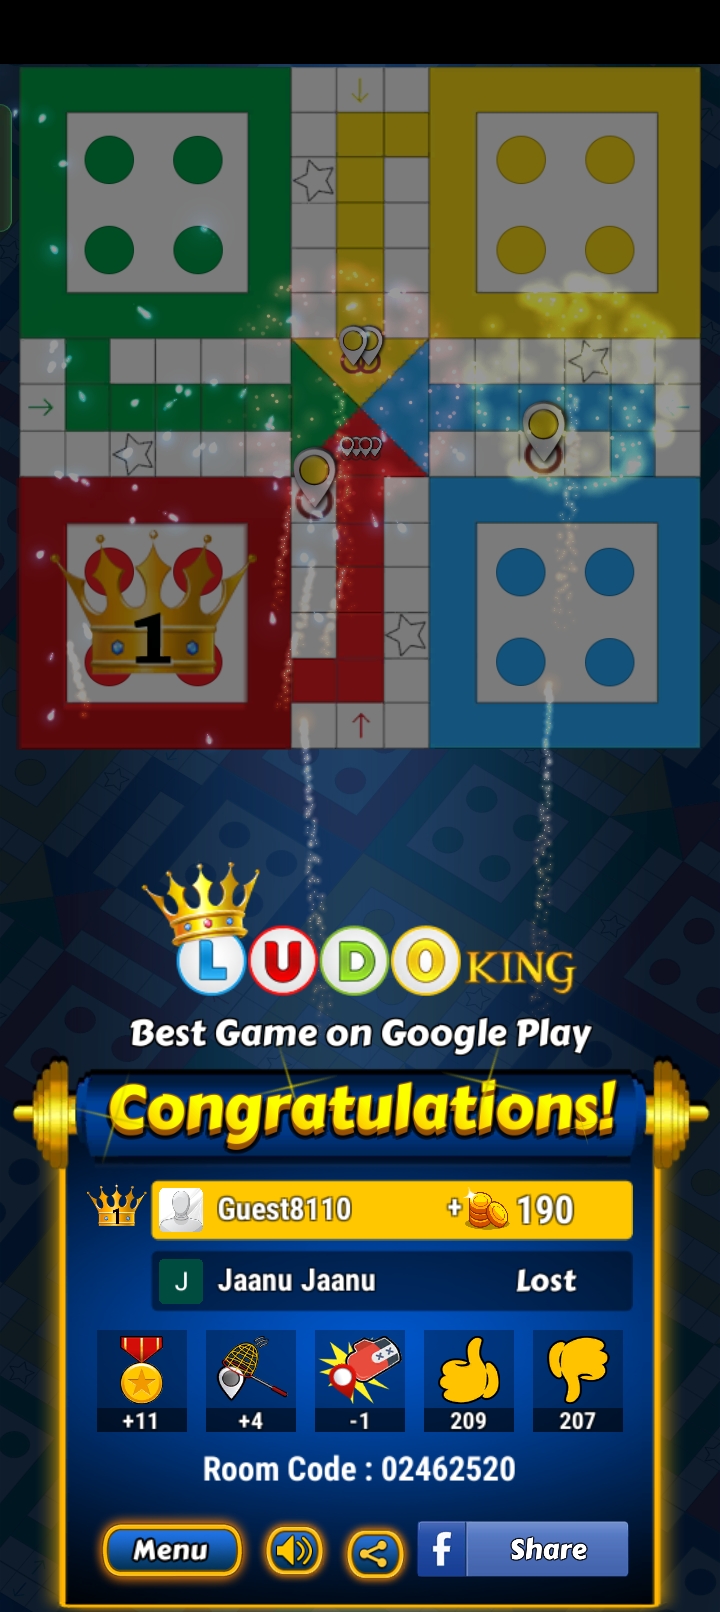 1
LUDO KING
Best Game on Google Play
Congratulations!
1 Guest8110 + 190
J Jaanu Jaanu Lost
+11 +4 -1 209 207
Room Code : 02462520
Menu f Share